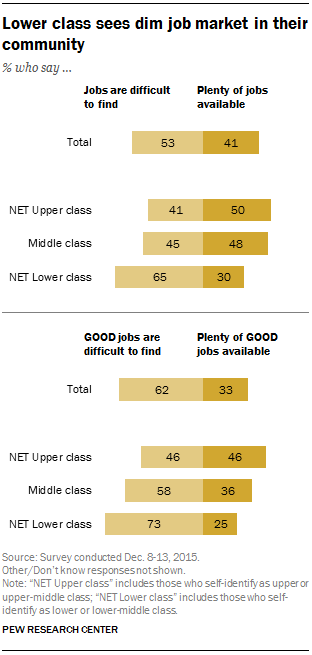 Lower class sees dim job market in their
community
% who say ...
Jobs are difficult Plenty of jobs
to find available
Total 53 41
NET Upper class 41 50
Middle class 45 48
NET Lower class 65 30
GOOD jobs are Plenty of GOOD
difficult to find jobs available
Total 62 33
NET Upper class 46 46
Middle class 58 36
NET Lower class 73 25
Source: Survey conducted Dec. 8-13, 2015.
Other/Don't know responses not shown.
Note: "NET Upper class" includes those who self-identify as upper or
upper-middle class; "NET Lower class" includes those who self-
identify as lower or lower-middle class.
PEW RESEARCH CENTER